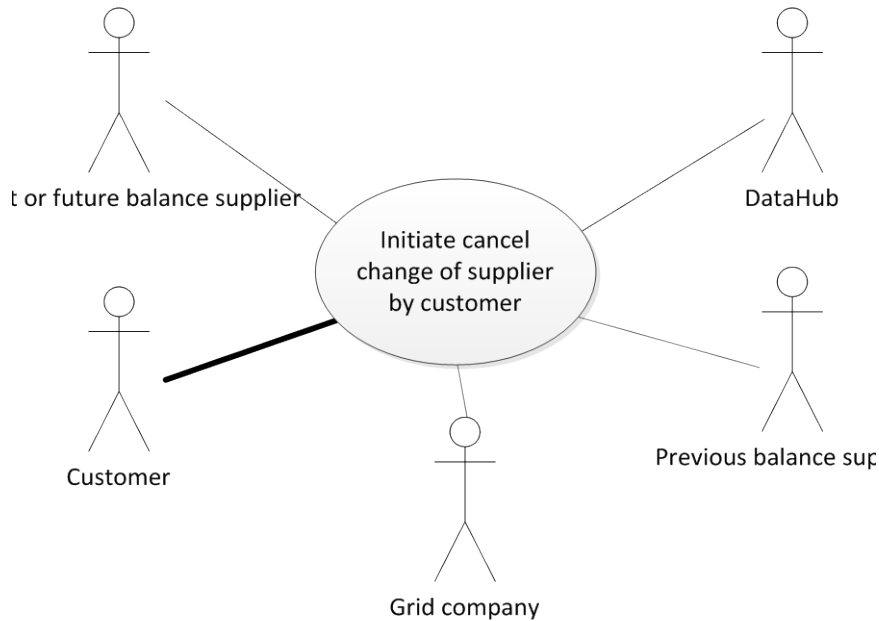 t or future balance supplier
DataHub
Initiate cancel
change of supplier
by customer
Customer
Previous balance sup
Grid company